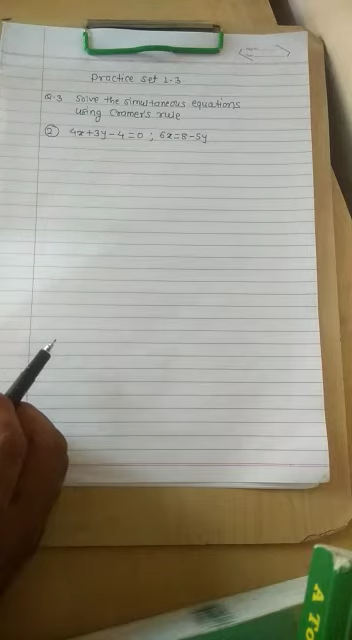 Practice set 1.3
Q.3 Solve the simultaneous equations
using Cramer's rule
② 4x+3y-4=0 ; 6x=8-5y
A TO